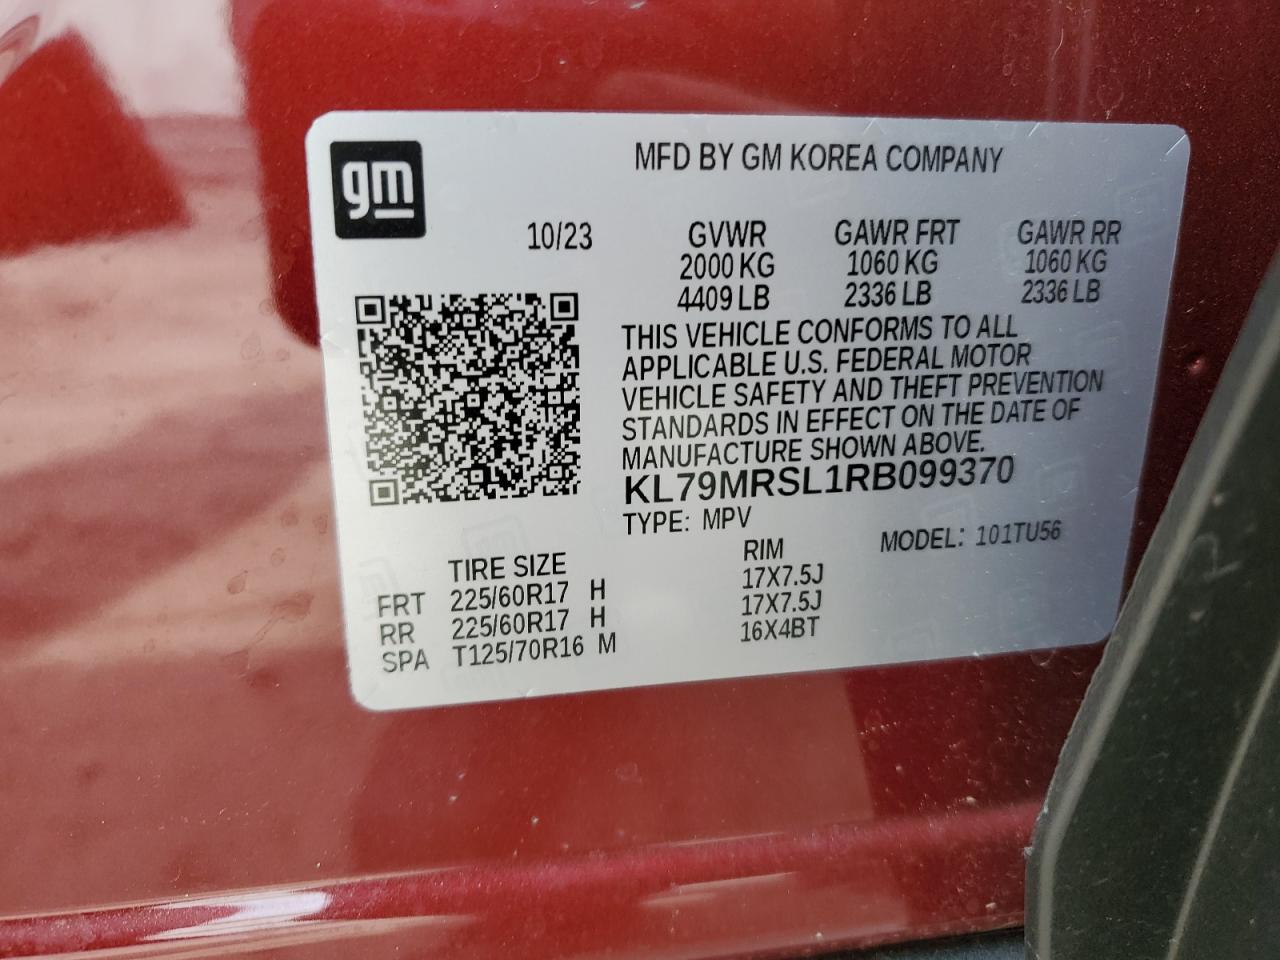 gm
MFD BY GM KOREA COMPANY
10/23 GVWR GAWR FRT GAWR RR
2000 KG 1060 KG 1060 KG
4409 LB 2336 LB 2336 LB
THIS VEHICLE CONFORMS TO ALL
APPLICABLE U.S. FEDERAL MOTOR
VEHICLE SAFETY AND THEFT PREVENTION
STANDARDS IN EFFECT ON THE DATE OF
MANUFACTURE SHOWN ABOVE.
KL79MRSL1RB099370
TYPE: MPV MODEL: 101TU56
TIRE SIZE RIM
FRT 225/60R17 H 17X7.5J
RR 225/60R17 H 17X7.5J
SPA T125/70R16 M 16X4BT